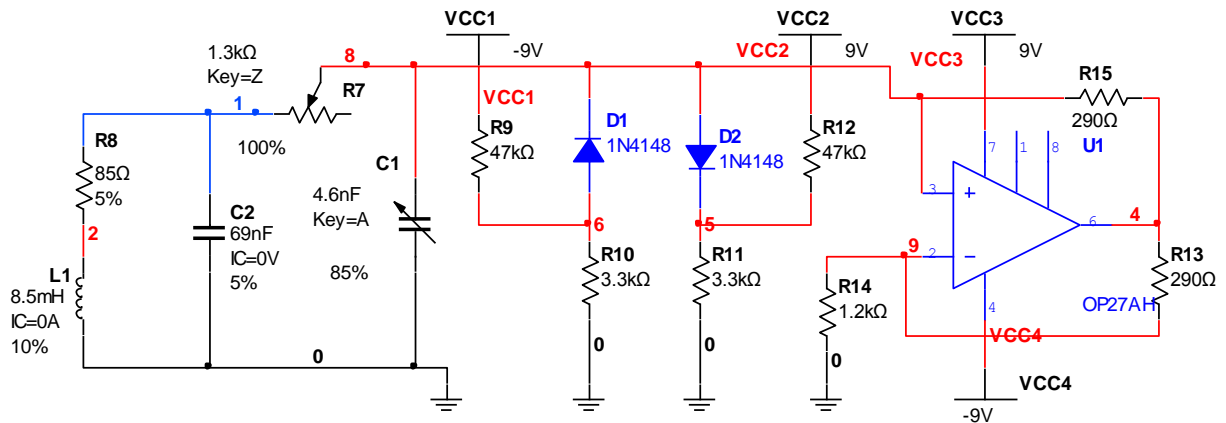 VCC1
-9V
VCC2
9V
VCC3
9V
1.3kΩ
Key=Z
8
VCC2
VCC3
R7
1
100%
VCC1
R9
47kΩ
D1
1N4148
D2
1N4148
R12
47kΩ
R15
290Ω
U1
7
1
8
R8
85Ω
5%
C1
4.6nF
Key=A
85%
3
2
C2
69nF
IC=0V
5%
6
5
9
2
6
4
L1
8.5mH
IC=0A
10%
R10
3.3kΩ
R11
3.3kΩ
R14
1.2kΩ
R13
290Ω
4
OP27AH
0
0
0
0
VCC4
VCC4
-9V